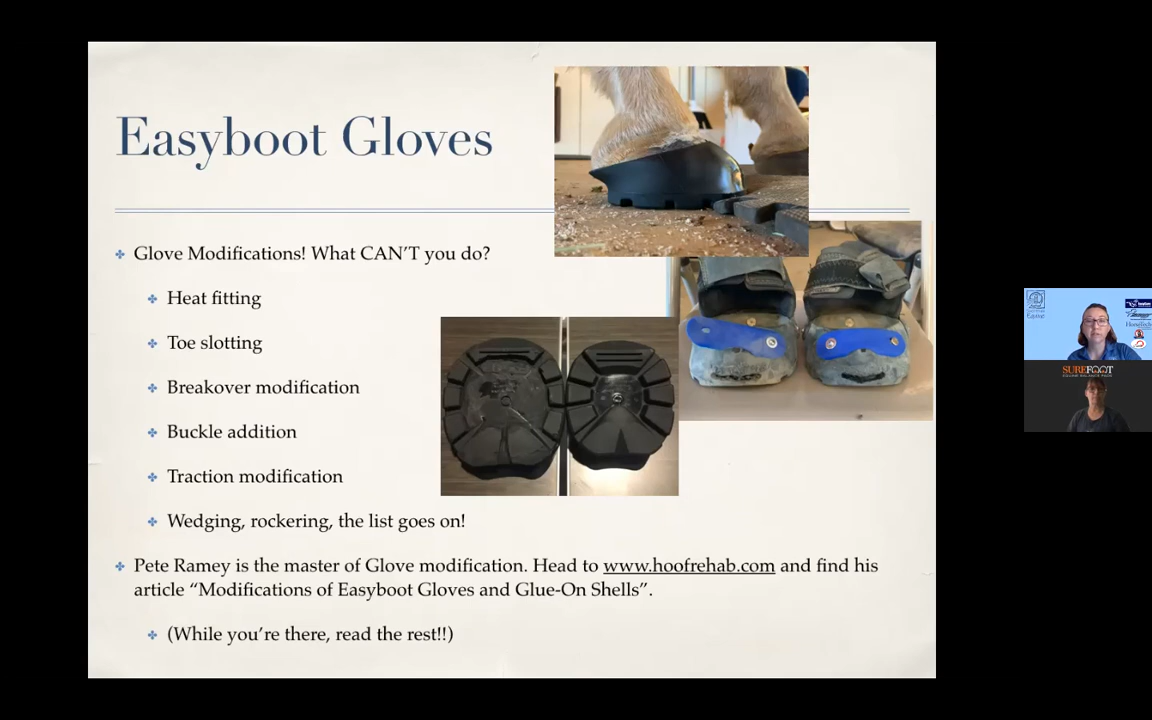 Easyboot Gloves
Glove Modifications! What CAN'T you do?
Heat fitting
Toe slotting
Breakover modification
Buckle addition
Traction modification
Wedging, rockering, the list goes on!
Pete Ramey is the master of Glove modification. Head to www.hoofrehab.com and find his
article “Modifications of Easyboot Gloves and Glue-On Shells”.
(While you're there, read the rest!!)
SUREFOOT
EQUINE BALANCE PADS